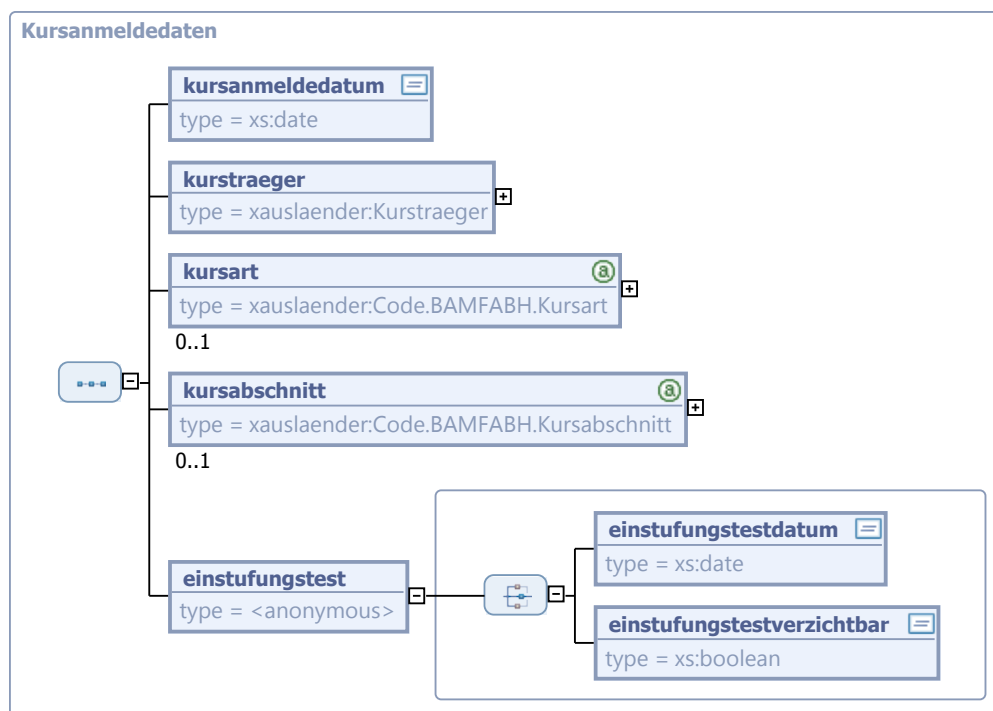 Kursanmeldedaten
kursanmeldedatum
type = xs:date
kurstraeger
type = xauslaender:Kurstraeger
kursart
type = xauslaender:Code.BAMFABH.Kursart
0..1
kursabschnitt
type = xauslaender:Code.BAMFABH.Kursabschnitt
0..1
einstufungstest
type = <anonymous>
einstufungstestdatum
type = xs:date
einstufungstestverzichtbar
type = xs:boolean